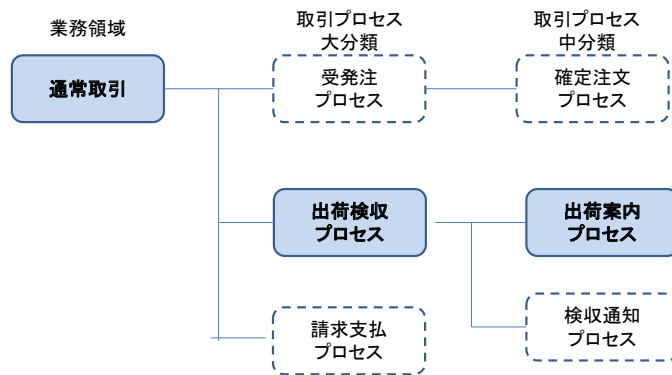 業務領域
取引プロセス
大分類
取引プロセス
中分類
通常取引
受発注
プロセス
確定注文
プロセス
出荷検収
プロセス
出荷案内
プロセス
請求支払
プロセス
検収通知
プロセス